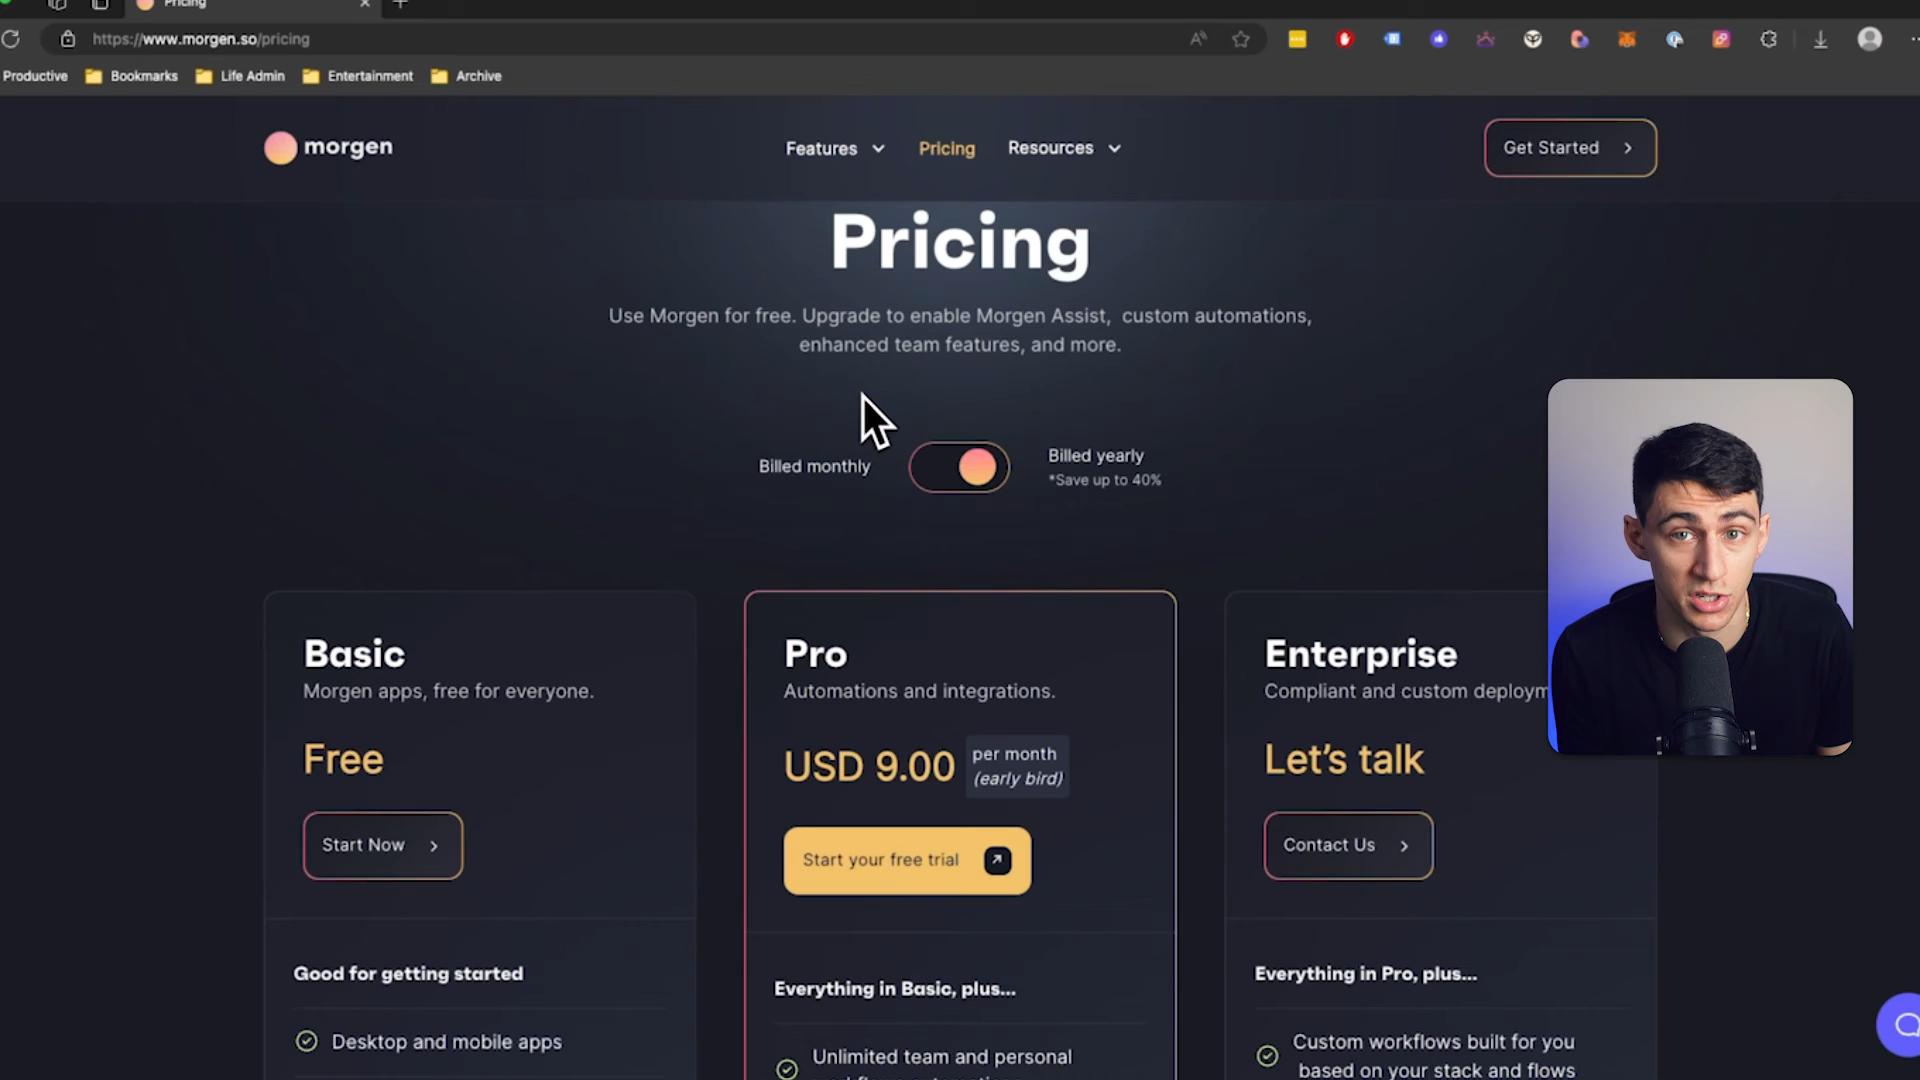 Pricing
https://www.morgen.so/pricing
Productive
Bookmarks
Life Admin
Entertainment
Archive
morgen
Features
Pricing
Resources
Get Started
Pricing
Use Morgen for free. Upgrade to enable Morgen Assist, custom automations,
enhanced team features, and more.
Billed monthly
Billed yearly
*Save up to 40%
Basic
Morgen apps, free for everyone.
Free
Start Now
Good for getting started
Desktop and mobile apps
Pro
Automations and integrations.
USD 9.00
per month
(early bird)
Start your free trial
Everything in Basic, plus...
Unlimited team and personal
Enterprise
Compliant and custom deploym
Let's talk
Contact Us
Everything in Pro, plus...
Custom workflows built for you
based on your stack and flows